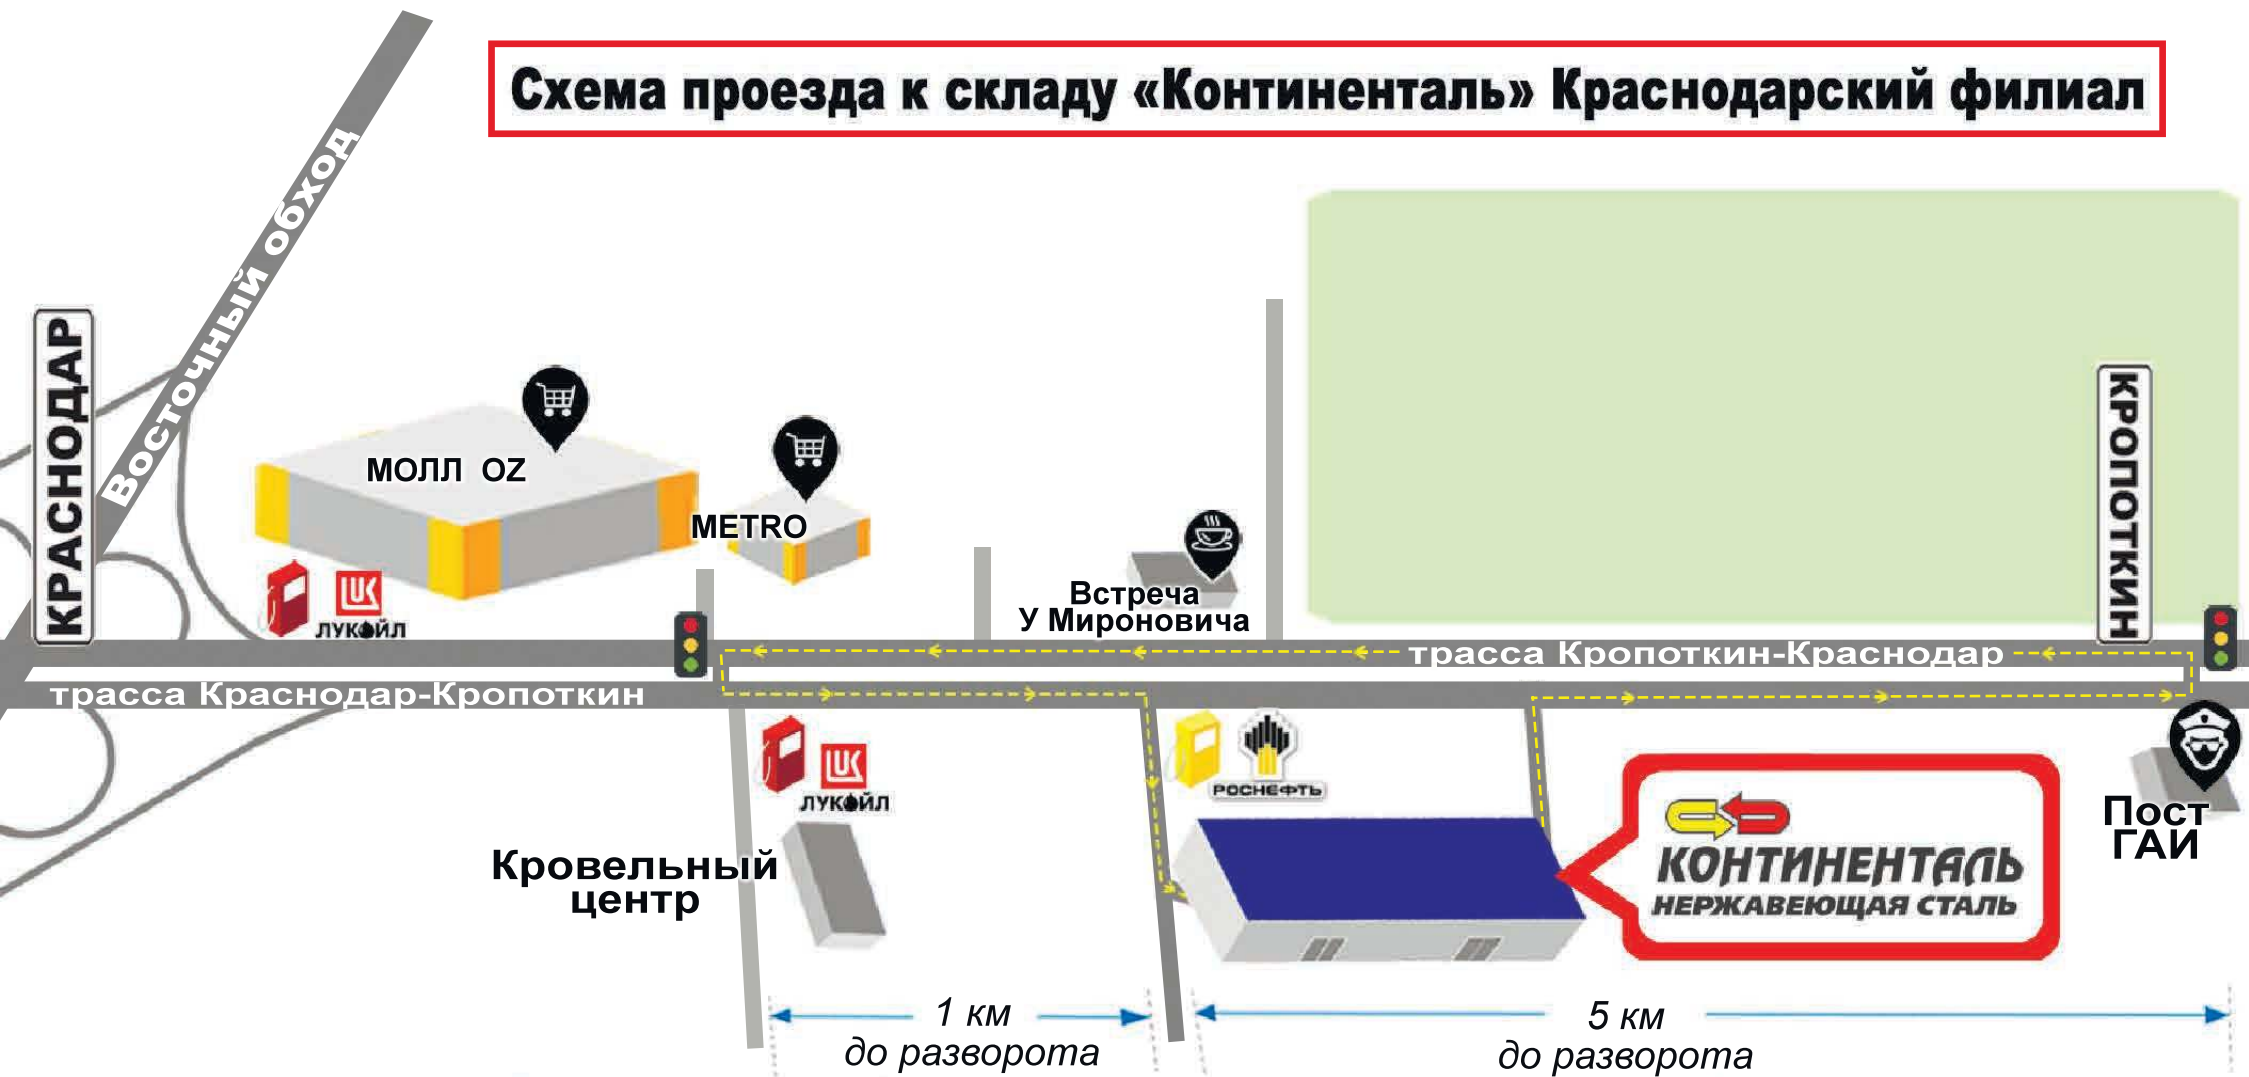 Схема проезда к складу «Континенталь» Краснодарский филиал
Восточный обход
КРАСНОДАР
МОЛЛ OZ
METRO
КРОПОТКИН
ЛУКОЙЛ
Встреча
У Мироновича
трасса Кропоткин-Краснодар
трасса Краснодар-Кропоткин
ЛУКОЙЛ
РОСНЕФТЬ
Кровельный
центр
КОНТИНЕНТАЛЬ
НЕРЖАВЕЮЩАЯ СТАЛЬ
Пост
ГАИ
1 км
до разворота
5 км
до разворота